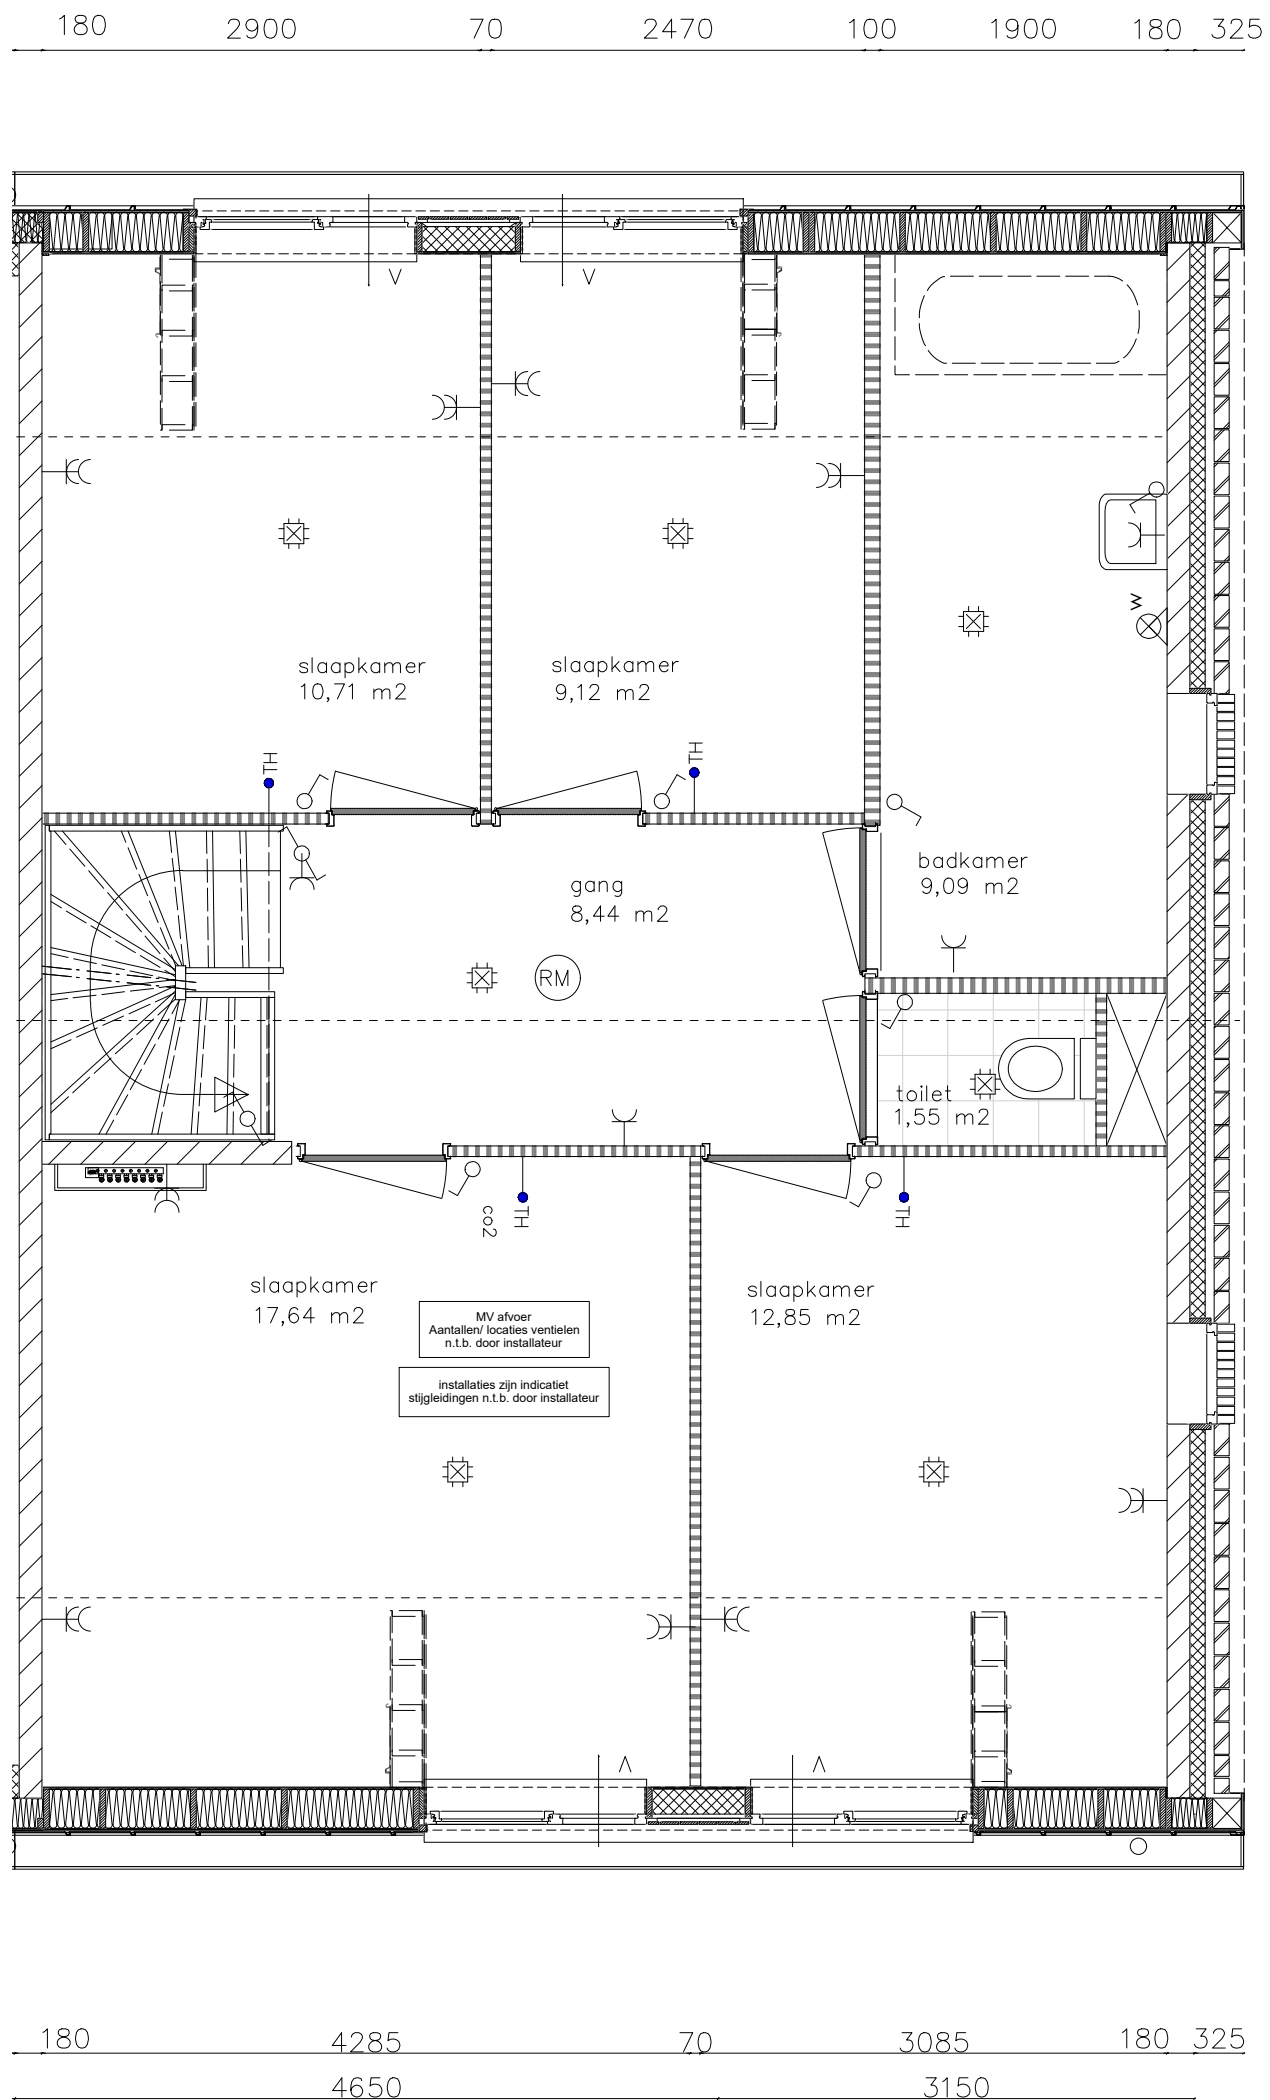 180 2900 70 2470 100 1900 180 325
V V
slaapkamer
10,71 m2
slaapkamer
9,12 m2
W
TH TH
badkamer
9,09 m2
gang
8,44 m2
RM
toilet
1,55 m2
co2 TH TH
slaapkamer
17,64 m2
slaapkamer
12,85 m2
MV afvoer
Aantallen/ locaties ventielen
n.t.b. door installateur
installaties zijn indicatiet
stijgleidingen n.t.b. door installateur
V V
180 4285 70 3085 180 325
4650 3150